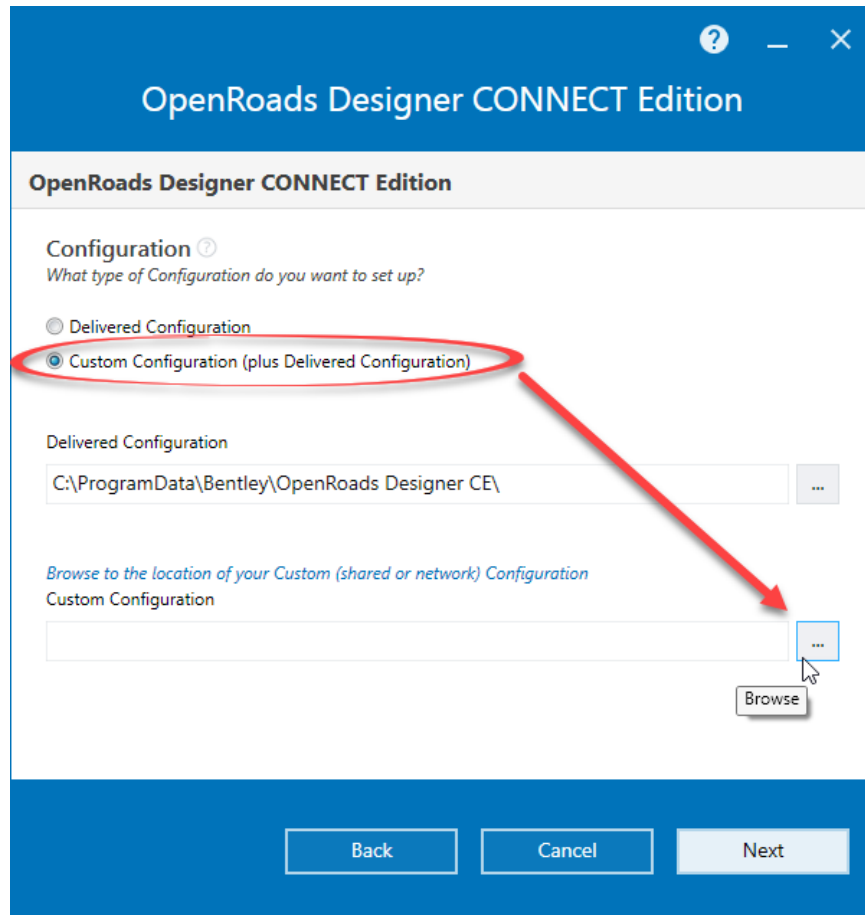 ?
OpenRoads Designer CONNECT Edition
OpenRoads Designer CONNECT Edition
Configuration ?
What type of Configuration do you want to set up?
Delivered Configuration
Custom Configuration (plus Delivered Configuration)
Delivered Configuration
C:\ProgramData\Bentley\OpenRoads Designer CE\ ...
Browse to the location of your Custom (shared or network) Configuration
Custom Configuration
...
Browse
Back Cancel Next